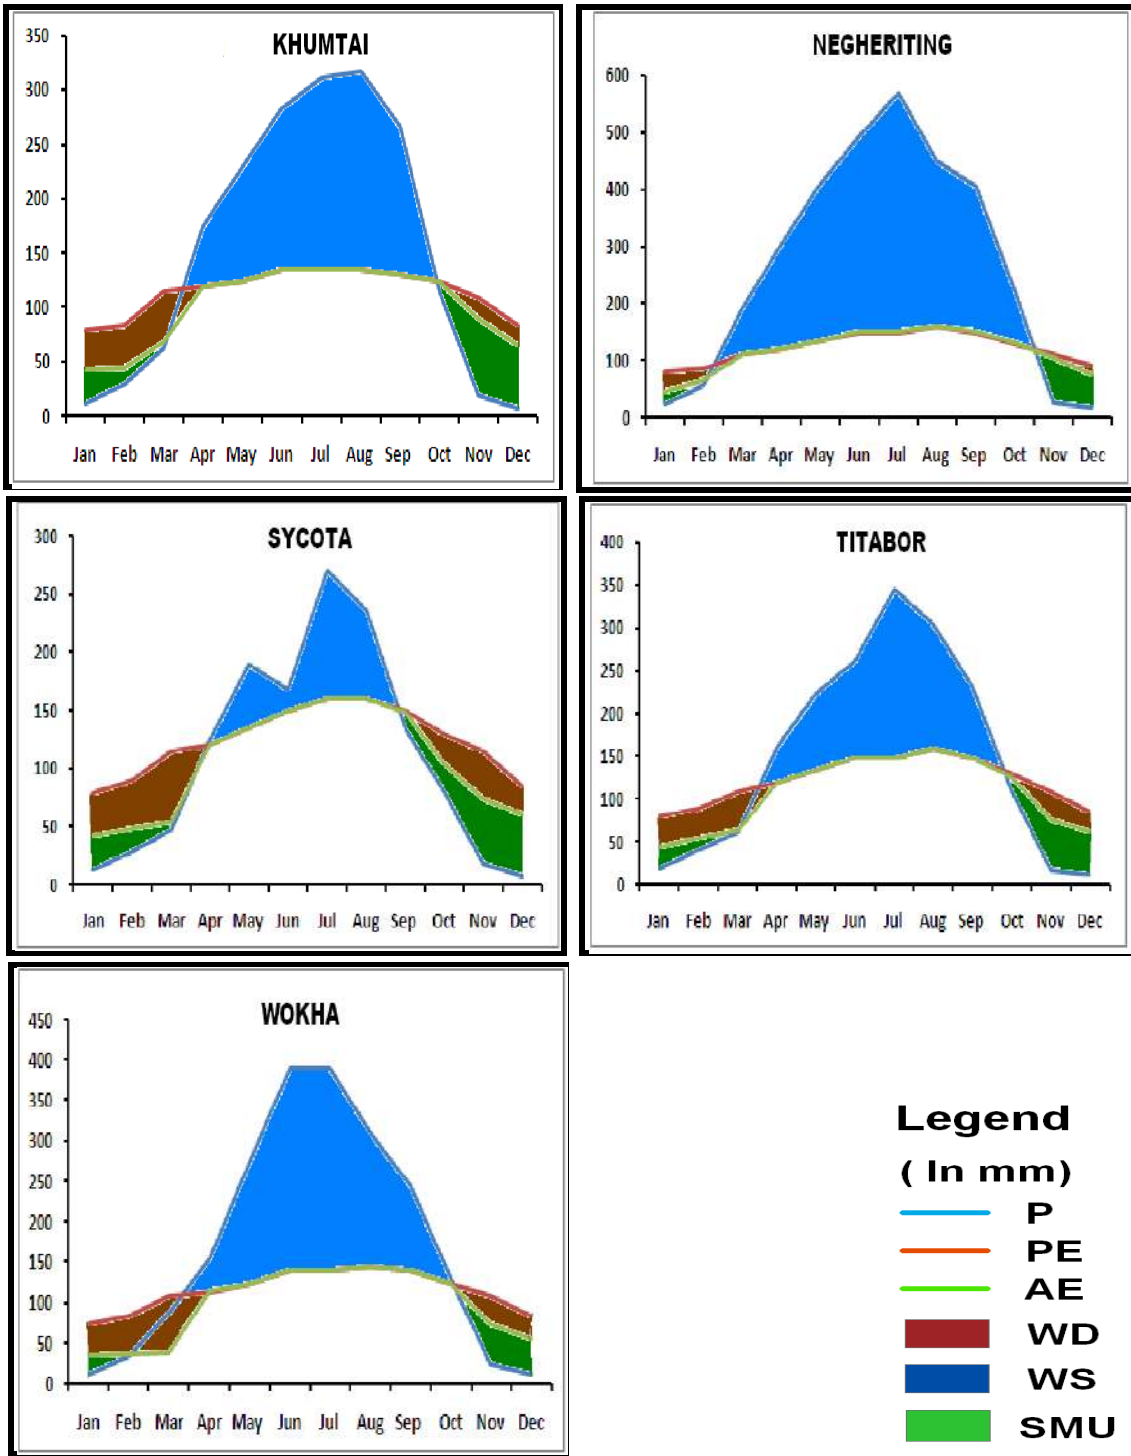 KHUMTAI
350
300
250
200
150
100
50
0
Jan Feb Mar Apr May Jun Jul Aug Sep Oct Nov Dec
NEGHERITING
600
500
400
300
200
100
0
Jan Feb Mar Apr May Jun Jul Aug Sep Oct Nov Dec
SYCOTA
300
250
200
150
100
50
0
Jan Feb Mar Apr May Jun Jul Aug Sep Oct Nov Dec
TITABOR
400
350
300
250
200
150
100
50
0
Jan Feb Mar Apr May Jun Jul Aug Sep Oct Nov Dec
WOKHA
450
400
350
300
250
200
150
100
50
0
Jan Feb Mar Apr May Jun Jul Aug Sep Oct Nov Dec
Legend
( In mm)
P
PE
AE
WD
WS
SMU